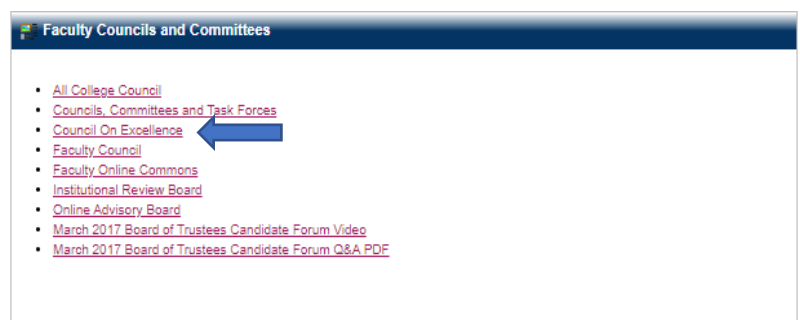 Faculty Councils and Committees
All College Council
Councils, Committees and Task Forces
Council On Excellence
Faculty Council
Faculty Online Commons
Institutional Review Board
Online Advisory Board
March 2017 Board of Trustees Candidate Forum Video
March 2017 Board of Trustees Candidate Forum Q&A PDF